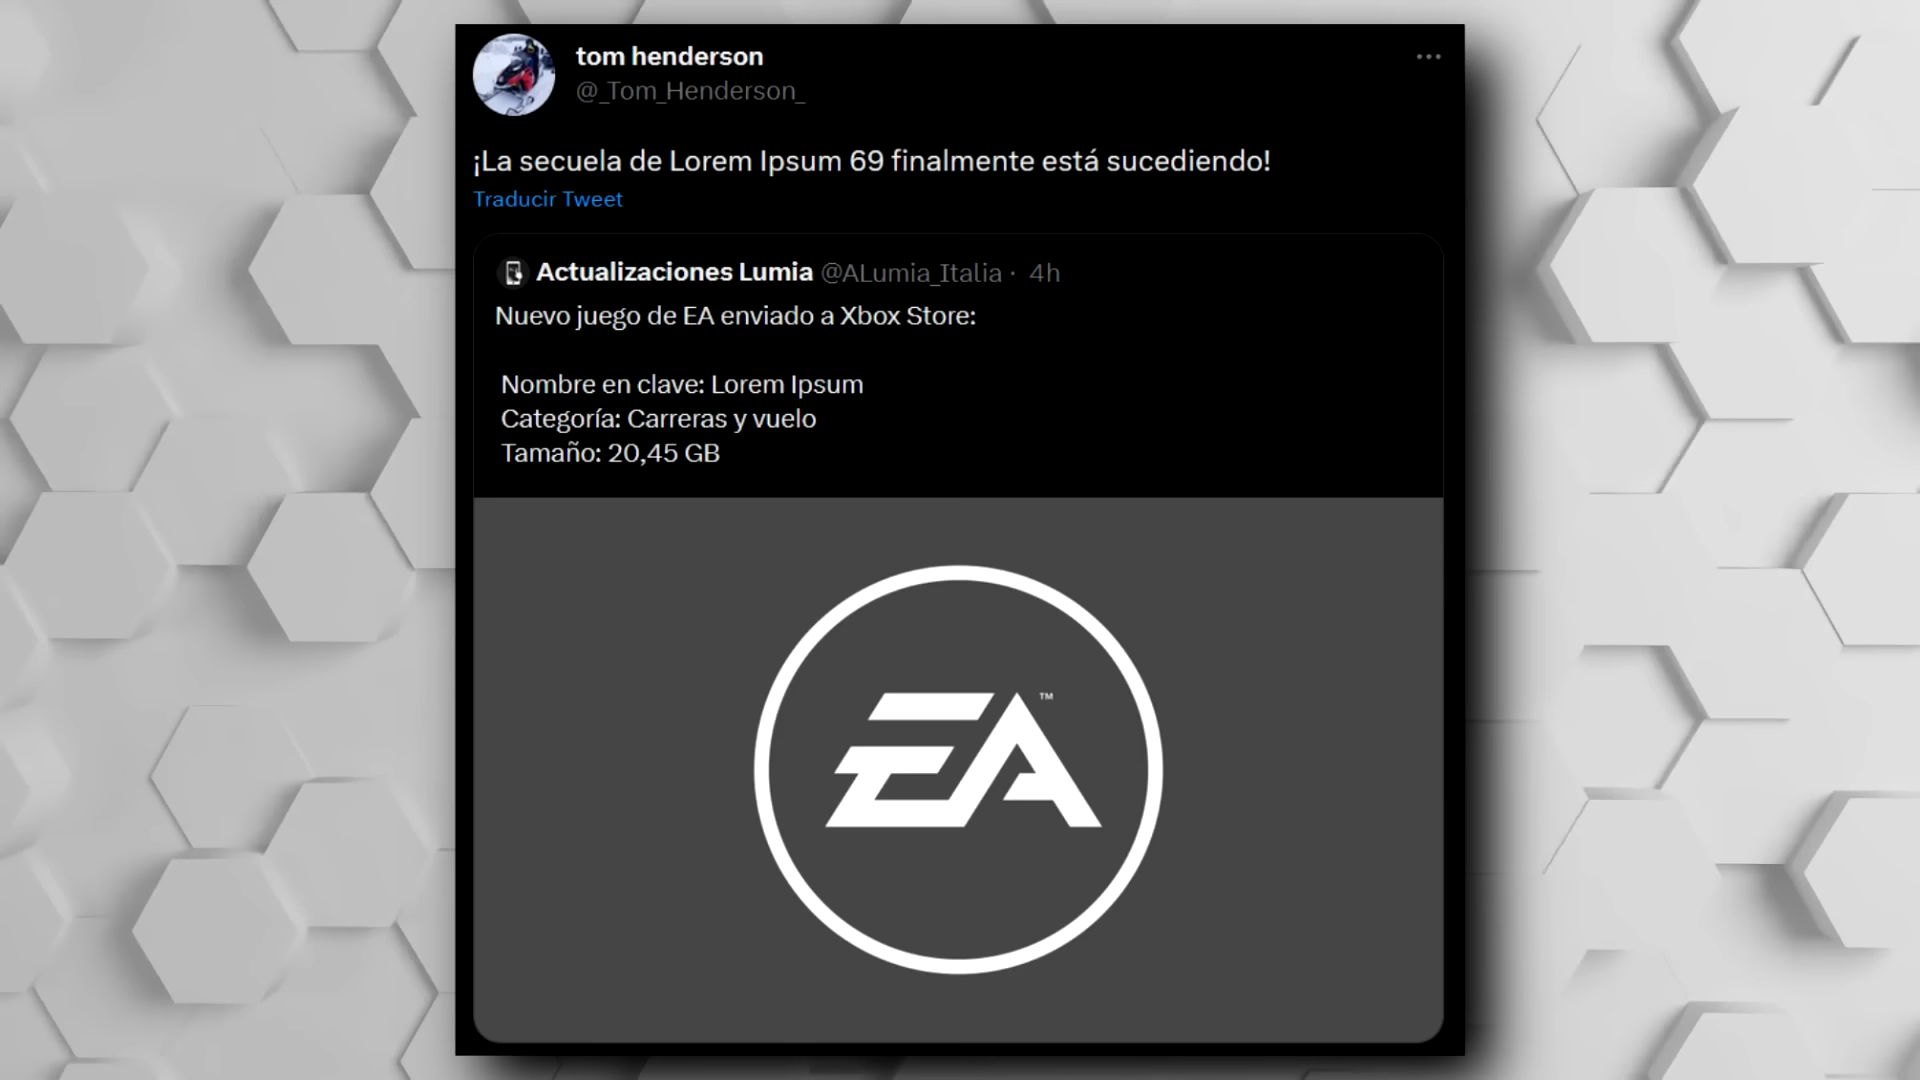 tom henderson
@_Tom_Henderson_
¡La secuela de Lorem Ipsum 69 finalmente está sucediendo!
Traducir Tweet
Actualizaciones Lumia @ALumia_Italia · 4h
Nuevo juego de EA enviado a Xbox Store:
Nombre en clave: Lorem Ipsum
Categoría: Carreras y vuelo
Tamaño: 20,45 GB
EA™